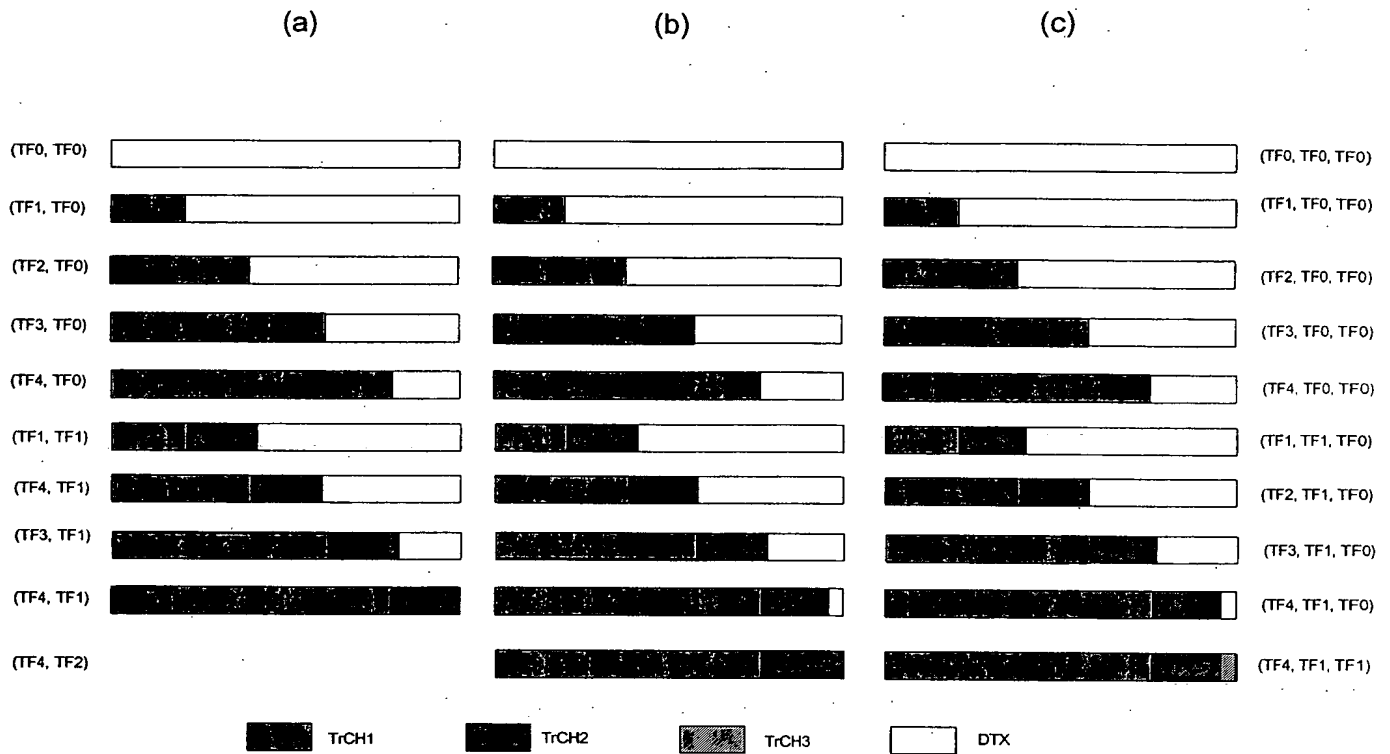 (a) (b) (c)
(TF0, TF0) (TF0, TF0, TF0)
(TF1, TF0) (TF1, TF0, TF0)
(TF2, TF0) (TF2, TF0, TF0)
(TF3, TF0) (TF3, TF0, TF0)
(TF4, TF0) (TF4, TF0, TF0)
(TF1, TF1) (TF1, TF1, TF0)
(TF4, TF1) (TF2, TF1, TF0)
(TF3, TF1) (TF3, TF1, TF0)
(TF4, TF1) (TF4, TF1, TF0)
(TF4, TF2) (TF4, TF1, TF1)
TrCH1 TrCH2 TrCH3 DTX